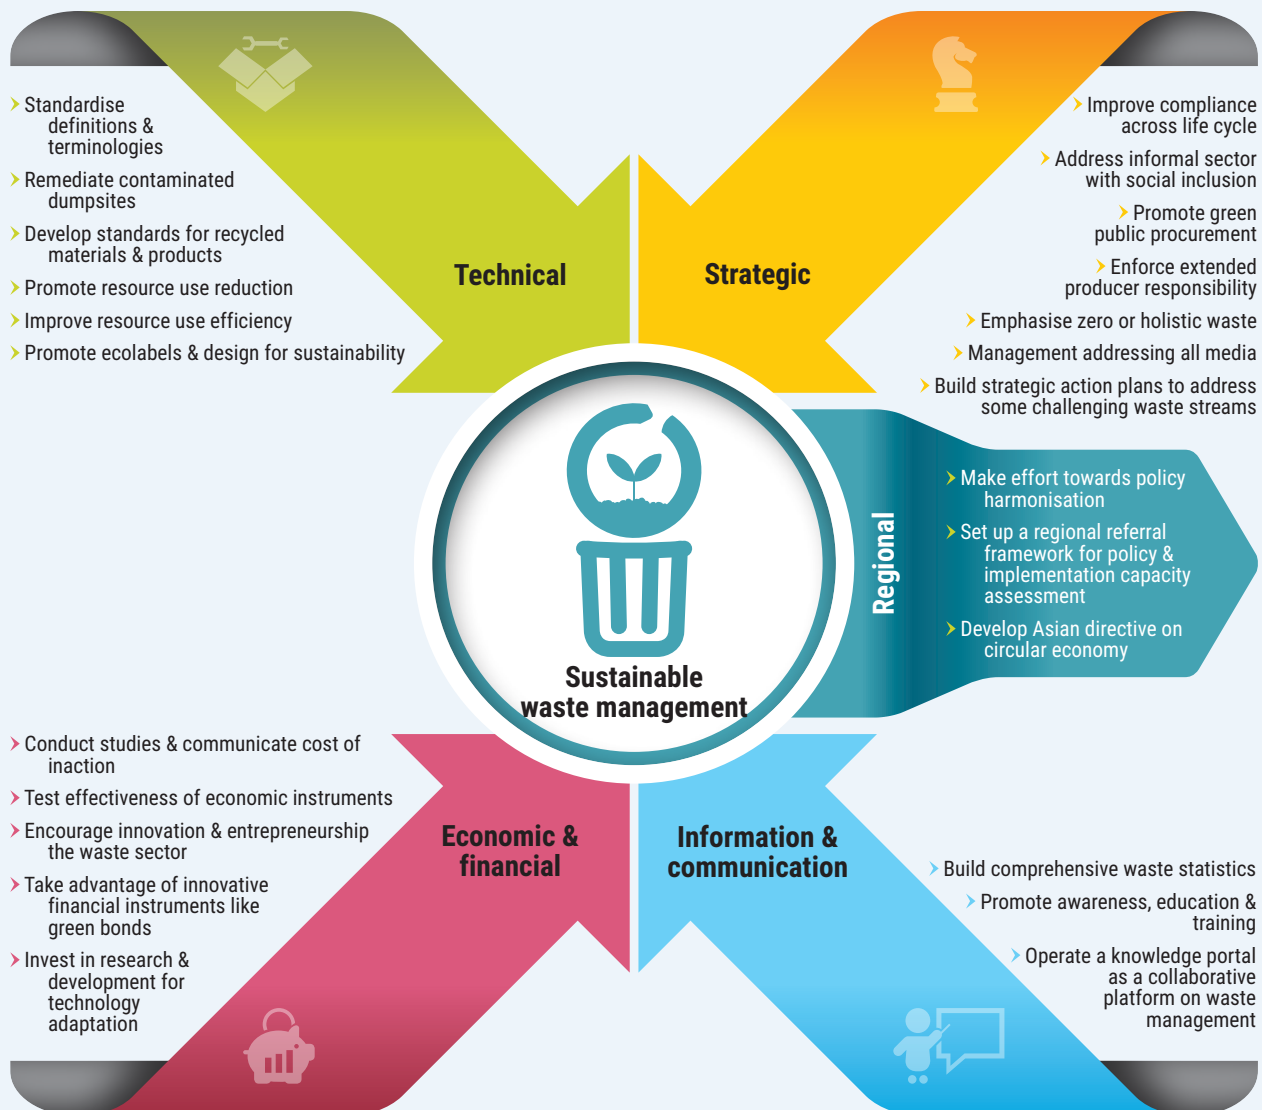 Standardise
definitions &
terminologies
Remediate contaminated
dumpsites
Develop standards for recycled
materials & products
Promote resource use reduction
Improve resource use efficiency
Promote ecolabels & design for sustainability
Technical
Strategic
Improve compliance
across life cycle
Address informal sector
with social inclusion
Promote green
public procurement
Enforce extended
producer responsibility
Emphasise zero or holistic waste
Management addressing all media
Build strategic action plans to address
some challenging waste streams
Regional
Make effort towards policy
harmonisation
Set up a regional referral
framework for policy &
implementation capacity
assessment
Develop Asian directive on
circular economy
Sustainable
waste management
Conduct studies & communicate cost of
inaction
Test effectiveness of economic instruments
Encourage innovation & entrepreneurship
the waste sector
Take advantage of innovative
financial instruments like
green bonds
Invest in research &
development for
technology
adaptation
Economic &
financial
Information &
communication
Build comprehensive waste statistics
Promote awareness, education &
training
Operate a knowledge portal
as a collaborative
platform on waste
management